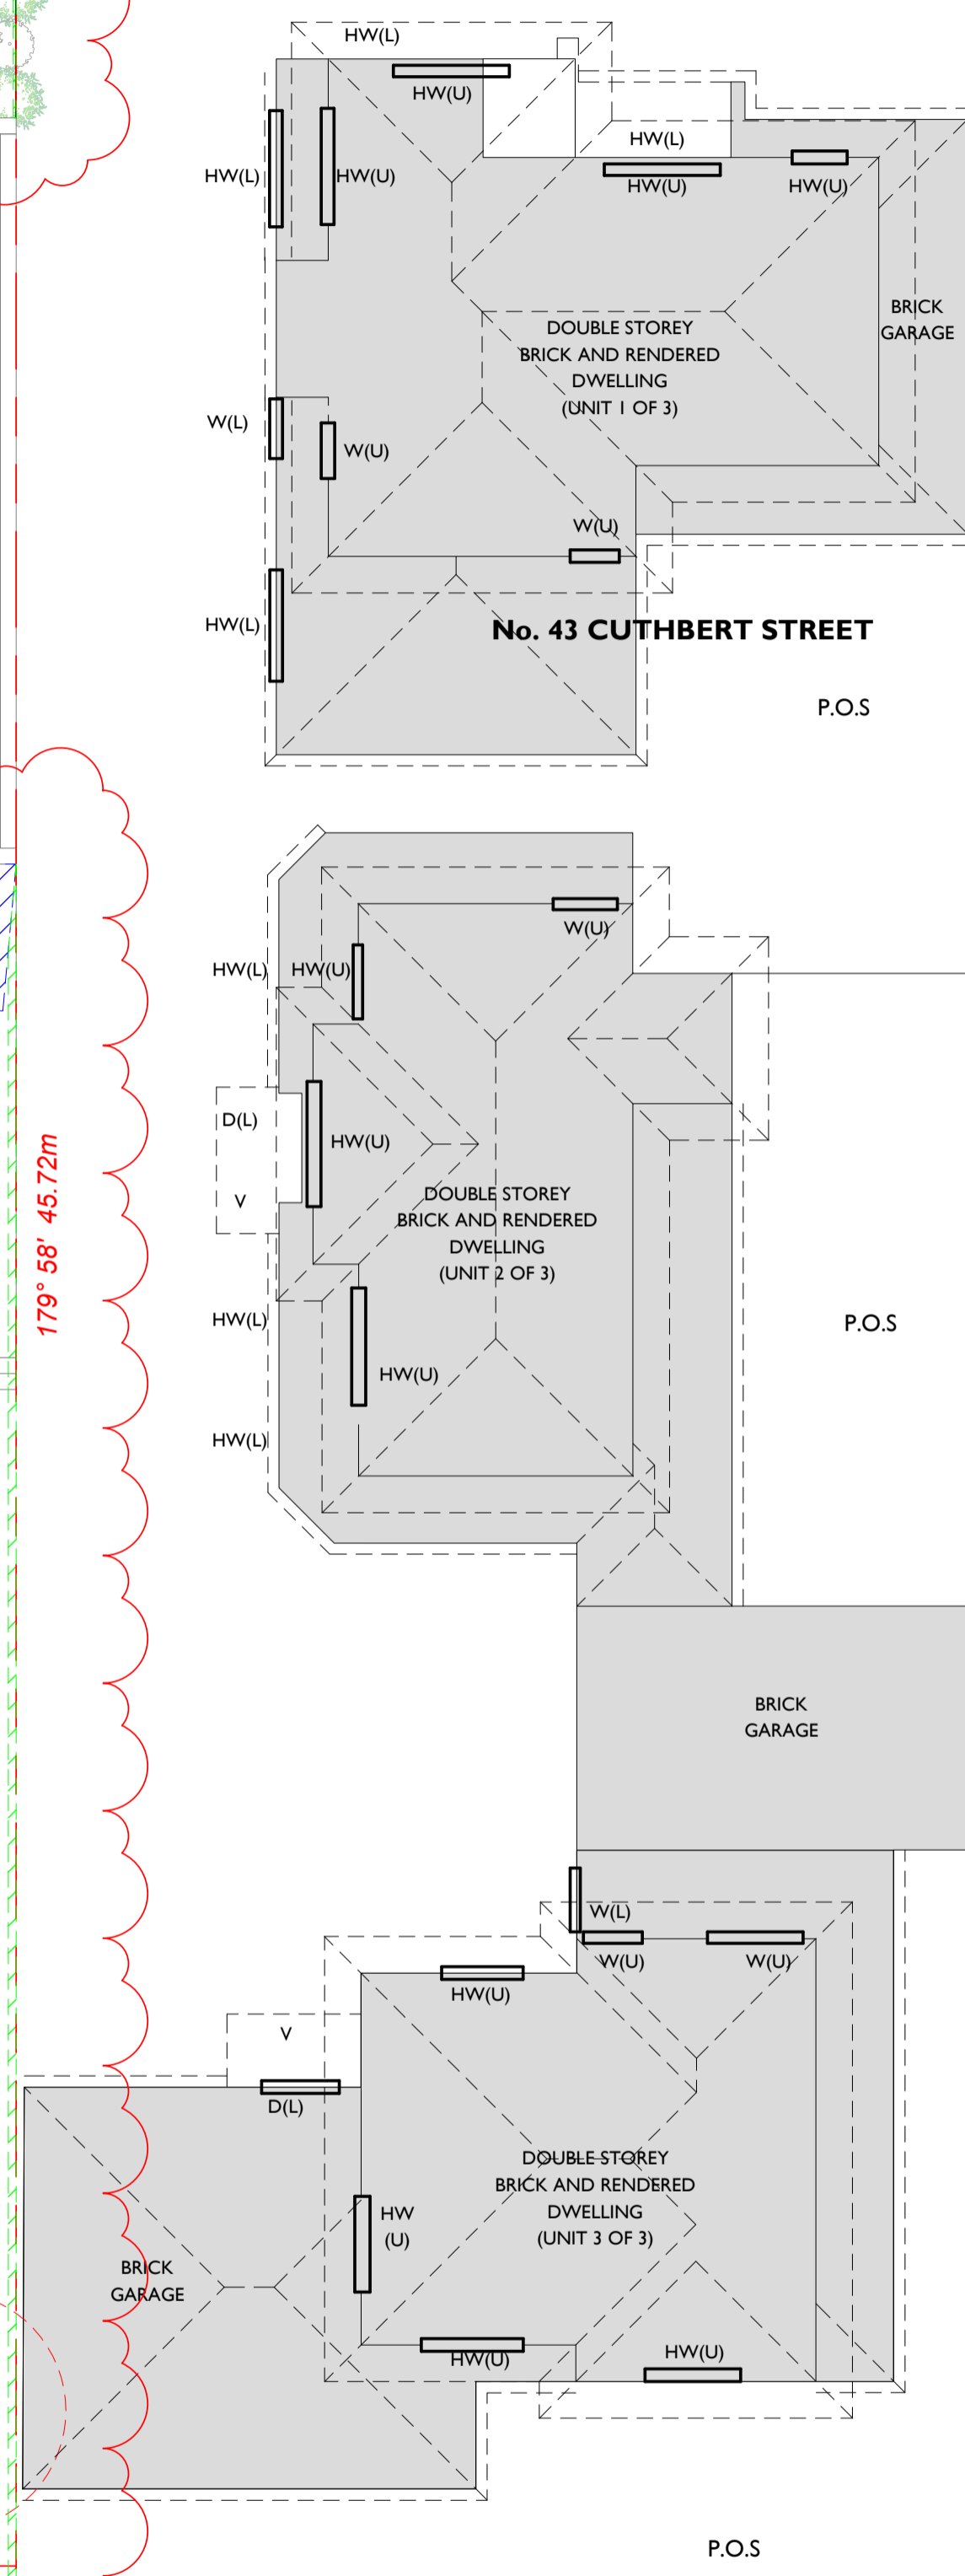 HW(L)
HW(U)
HW(L)
HW(L)
HW(U)
HW(U)
HW(U)
BRICK
GARAGE
DOUBLE STOREY
BRICK AND RENDERED
DWELLING
(UNIT 1 OF 3)
W(L)
W(U)
W(U)
HW(L)
No. 43 CUTHBERT STREET
P.O.S
W(U)
HW(L)
HW(U)
D(L)
HW(U)
V
DOUBLE STOREY
BRICK AND RENDERED
DWELLING
(UNIT 2 OF 3)
179° 58' 45.72m
HW(L)
P.O.S
HW(U)
HW(L)
BRICK
GARAGE
W(L)
W(U)
W(U)
HW(U)
V
D(L)
DOUBLE STOREY
BRICK AND RENDERED
DWELLING
(UNIT 3 OF 3)
HW
(U)
BRICK
GARAGE
HW(U)
HW(U)
P.O.S